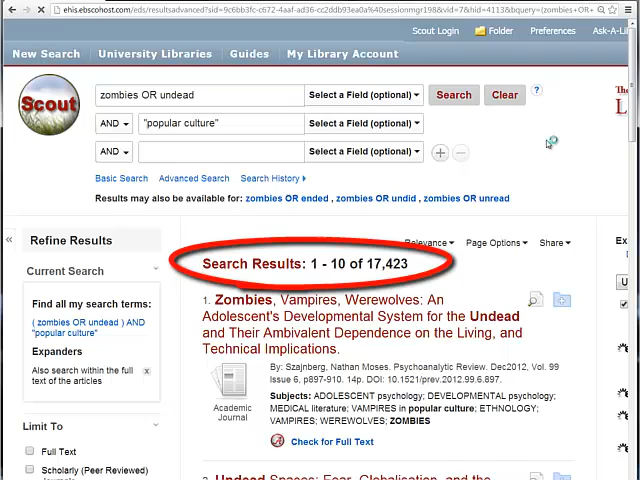 ehis.ebscohost.com/eds/resultsadvanced?sid=9c6bb3fc-c672-4aaf-ad36-cc2ddb93ea0a%40sessionmgr198&vid=7&hid=4113&bquery=(zombies+OR+
Scout Login Folder Preferences Ask-A-Li
New Search University Libraries Guides My Library Account
Scout
zombies OR undead Select a Field (optional) Search Clear ?
The
L
AND "popular culture" Select a Field (optional)
AND Select a Field (optional)
Basic Search Advanced Search Search History
Results may also be available for: zombies OR ended , zombies OR undid , zombies OR unread
«
Refine Results
Current Search
Find all my search terms:
( zombies OR undead ) AND
"popular culture"
Expanders
Also search within the full
text of the articles
x
Limit To
Full Text
Scholarly (Peer Reviewed)
Relevance Page Options Share
Search Results: 1 - 10 of 17,423
1. Zombies, Vampires, Werewolves: An
Adolescent's Developmental System for the Undead
and Their Ambivalent Dependence on the Living, and
Technical Implications.
By: Szajnberg, Nathan Moses. Psychoanalytic Review. Dec2012, Vol. 99
Issue 6, p897-910. 14p. DOI: 10.1521/prev.2012.99.6.897.
Subjects: ADOLESCENT psychology; DEVELOPMENTAL psychology;
MEDICAL literature; VAMPIRES in popular culture; ETHNOLOGY;
VAMPIRES; WEREWOLVES; ZOMBIES
Academic
Journal
Check for Full Text
2. Undead Spaces: Fear, Globalisation, and the